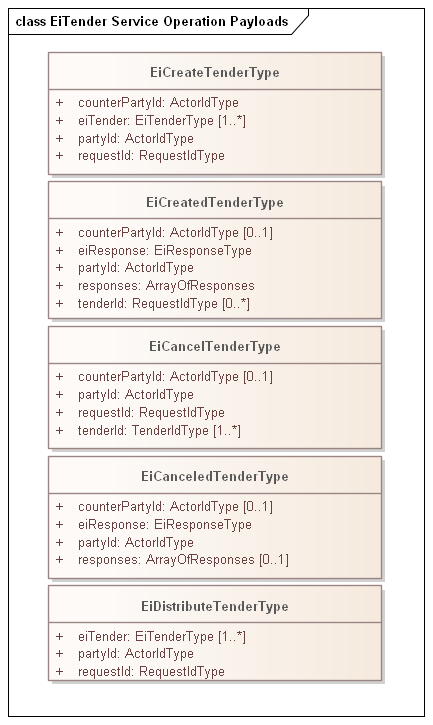 class EiTender Service Operation Payloads
EiCreateTenderType
+ counterPartyId: ActorIdType
+ eiTender: EiTenderType [1..*]
+ partyId: ActorIdType
+ requestId: RequestIdType
EiCreatedTenderType
+ counterPartyId: ActorIdType [0..1]
+ eiResponse: EiResponseType
+ partyId: ActorIdType
+ responses: ArrayOfResponses
+ tenderId: RequestIdType [0..*]
EiCancelTenderType
+ counterPartyId: ActorIdType [0..1]
+ partyId: ActorIdType
+ requestId: RequestIdType
+ tenderId: TenderIdType [1..*]
EiCanceledTenderType
+ counterPartyId: ActorIdType [0..1]
+ eiResponse: EiResponseType
+ partyId: ActorIdType
+ responses: ArrayOfResponses [0..1]
EiDistributeTenderType
+ eiTender: EiTenderType [1..*]
+ partyId: ActorIdType
+ requestId: RequestIdType